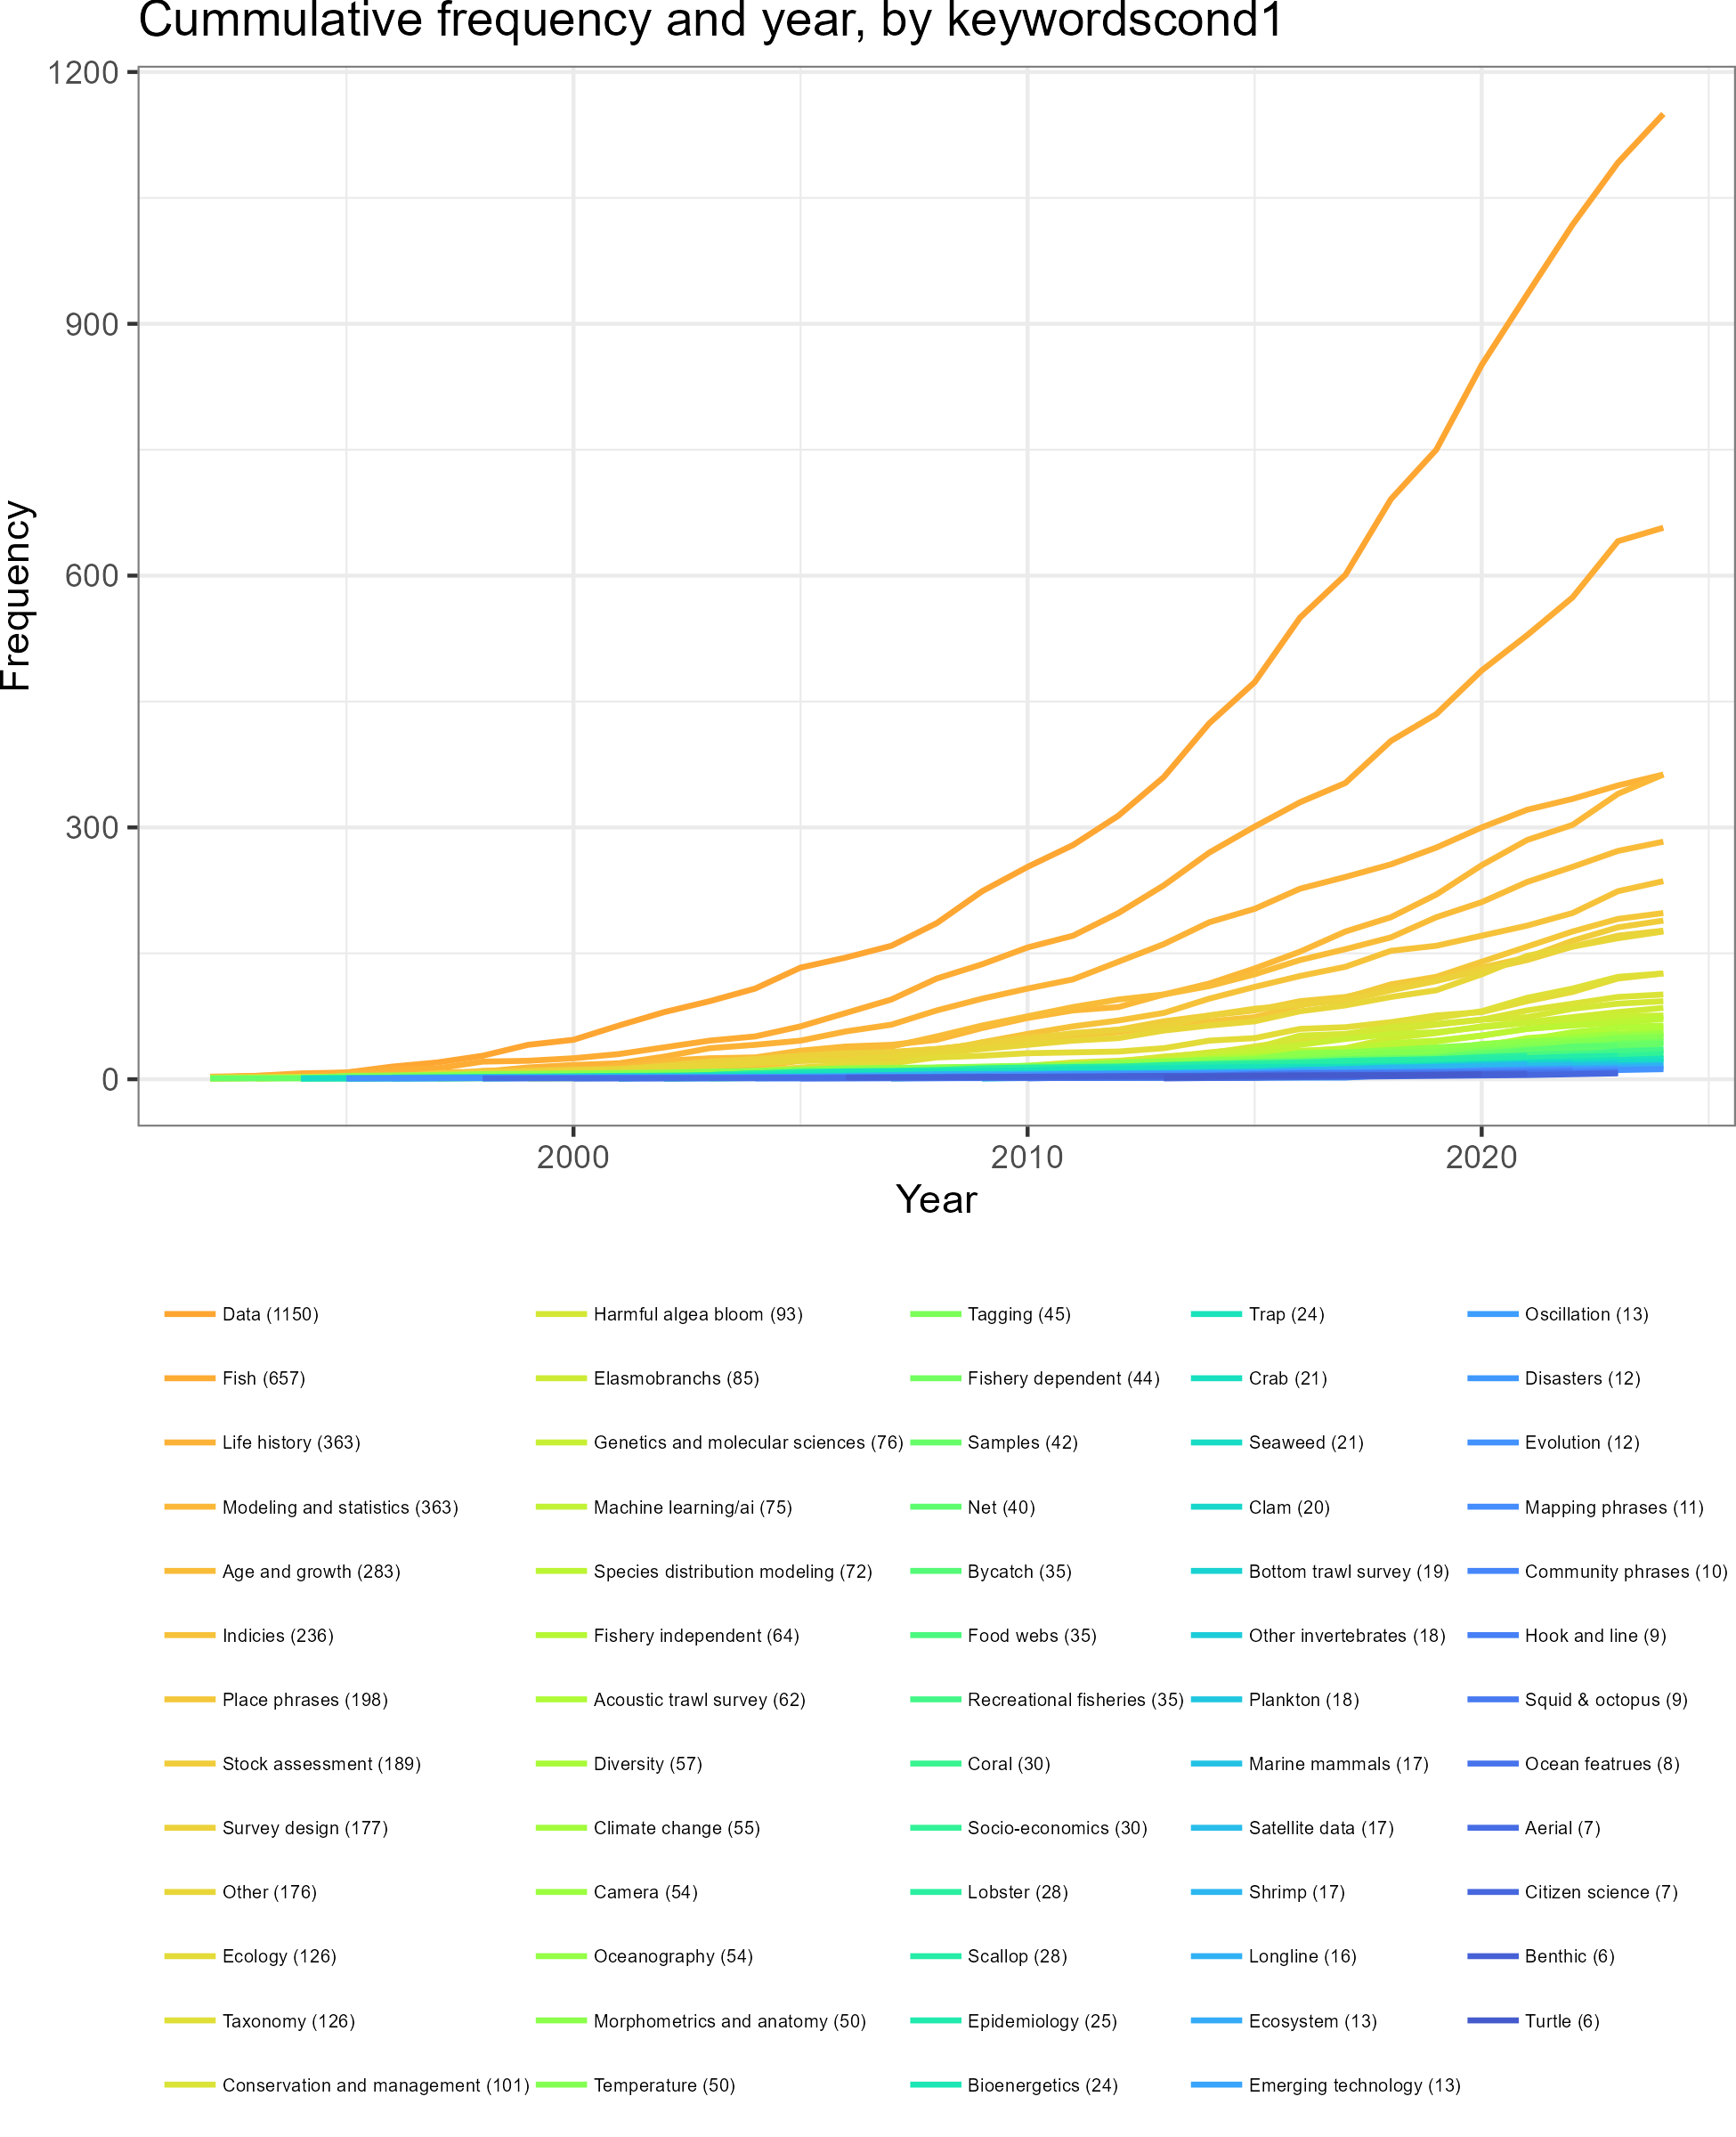 Cummulative frequency and year, by keywordscond1
1200
900
600
300
0
Frequency
2000 2010 2020
Year
Data (1150) Harmful algea bloom (93) Tagging (45) Trap (24) Oscillation (13)
Fish (657) Elasmobranchs (85) Fishery dependent (44) Crab (21) Disasters (12)
Life history (363) Genetics and molecular sciences (76) Samples (42) Seaweed (21) Evolution (12)
Modeling and statistics (363) Machine learning/ai (75) Net (40) Clam (20) Mapping phrases (11)
Age and growth (283) Species distribution modeling (72) Bycatch (35) Bottom trawl survey (19) Community phrases (10)
Indicies (236) Fishery independent (64) Food webs (35) Other invertebrates (18) Hook and line (9)
Place phrases (198) Acoustic trawl survey (62) Recreational fisheries (35) Plankton (18) Squid & octopus (9)
Stock assessment (189) Diversity (57) Coral (30) Marine mammals (17) Ocean featrues (8)
Survey design (177) Climate change (55) Socio-economics (30) Satellite data (17) Aerial (7)
Other (176) Camera (54) Lobster (28) Shrimp (17) Citizen science (7)
Ecology (126) Oceanography (54) Scallop (28) Longline (16) Benthic (6)
Taxonomy (126) Morphometrics and anatomy (50) Epidemiology (25) Ecosystem (13) Turtle (6)
Conservation and management (101) Temperature (50) Bioenergetics (24) Emerging technology (13)